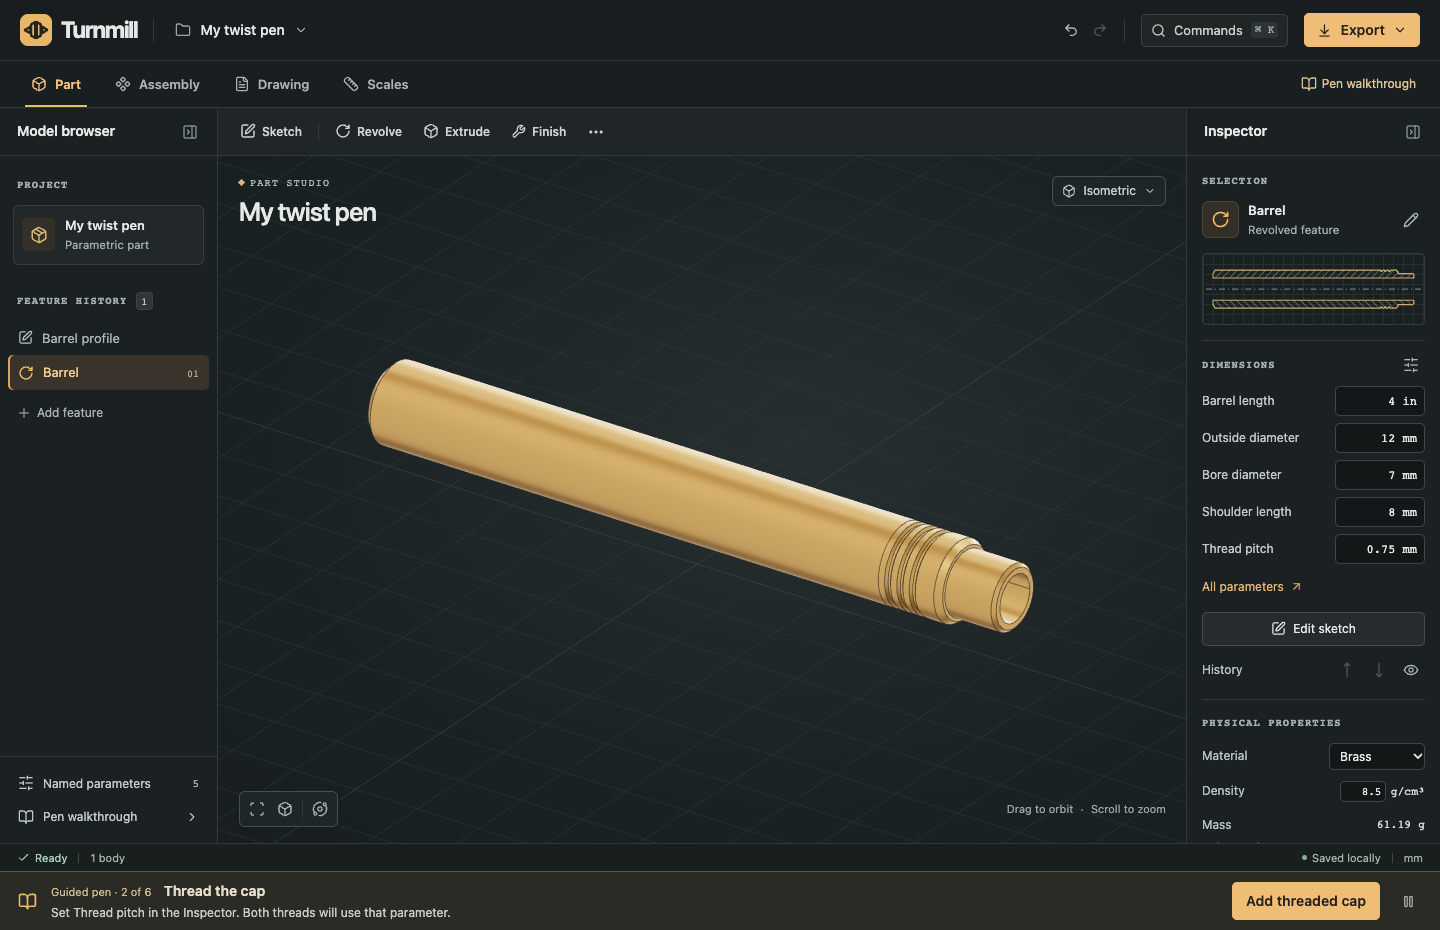 Turnmill
My twist pen
Commands ⌘ K
Export
Part
Assembly
Drawing
Scales
Pen walkthrough
Model browser
Sketch
Revolve
Extrude
Finish
Inspector
PROJECT
My twist pen
Parametric part
FEATURE HISTORY 1
Barrel profile
Barrel 01
Add feature
PART STUDIO
My twist pen
Isometric
SELECTION
Barrel
Revolved feature
DIMENSIONS
Barrel length 4 in
Outside diameter 12 mm
Bore diameter 7 mm
Shoulder length 8 mm
Thread pitch 0.75 mm
All parameters
Edit sketch
History
PHYSICAL PROPERTIES
Material Brass
Density 8.5 g/cm³
Mass 61.19 g
Named parameters 5
Pen walkthrough
Drag to orbit · Scroll to zoom
Ready
1 body
Saved locally
mm
Guided pen · 2 of 6 Thread the cap
Set Thread pitch in the Inspector. Both threads will use that parameter.
Add threaded cap